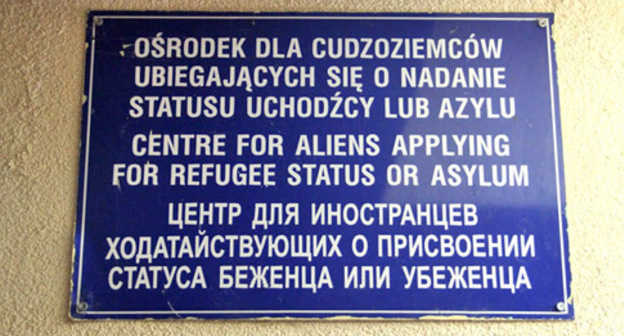 OŚRODEK DLA CUDZOZIEMCÓW
UBIEGAJĄCYCH SIĘ O NADANIE
STATUSU UCHODŹCY LUB AZYLU
CENTRE FOR ALIENS APPLYING
FOR REFUGEE STATUS OR ASYLUM
ЦЕНТР ДЛЯ ИНОСТРАНЦЕВ
ХОДАТАЙСТВУЮЩИХ О ПРИСВОЕНИИ
СТАТУСА БЕЖЕНЦА ИЛИ УБЕЖЕНЦА